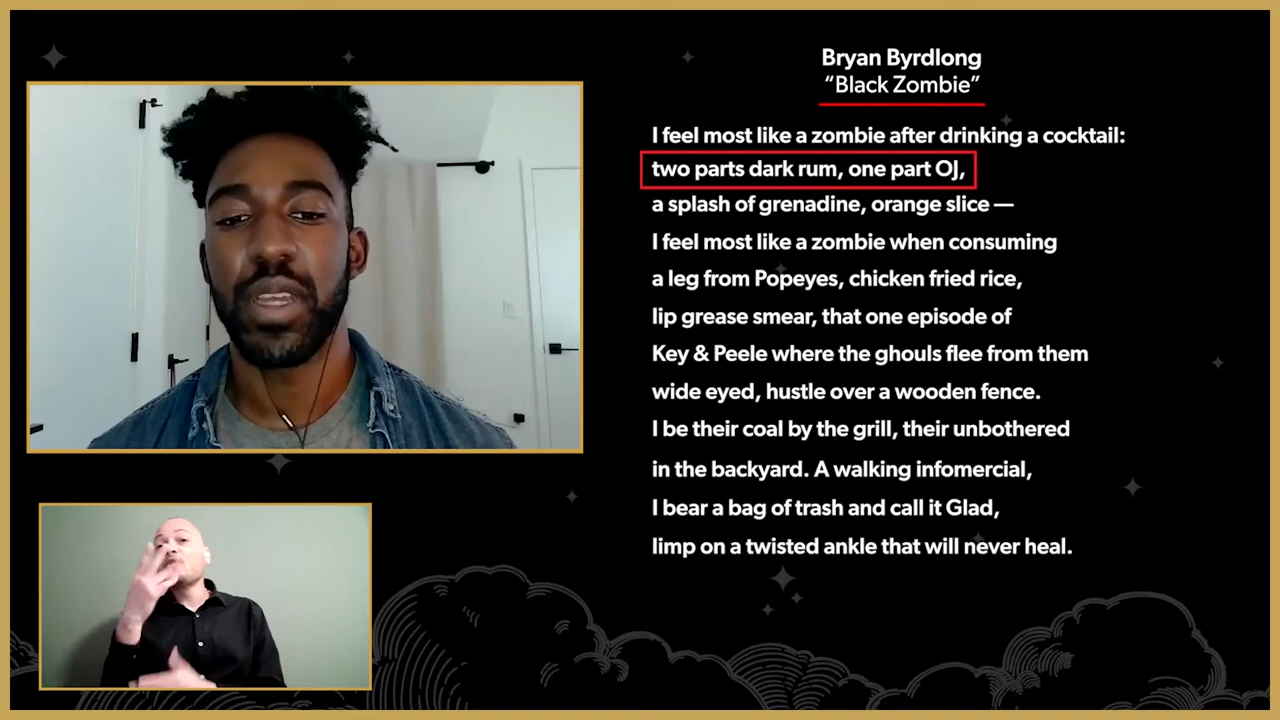 Bryan Byrdlong
“Black Zombie”
I feel most like a zombie after drinking a cocktail:
two parts dark rum, one part OJ,
a splash of grenadine, orange slice —
I feel most like a zombie when consuming
a leg from Popeyes, chicken fried rice,
lip grease smear, that one episode of
Key & Peele where the ghouls flee from them
wide eyed, hustle over a wooden fence.
I be their coal by the grill, their unbothered
in the backyard. A walking infomercial,
I bear a bag of trash and call it Glad,
limp on a twisted ankle that will never heal.